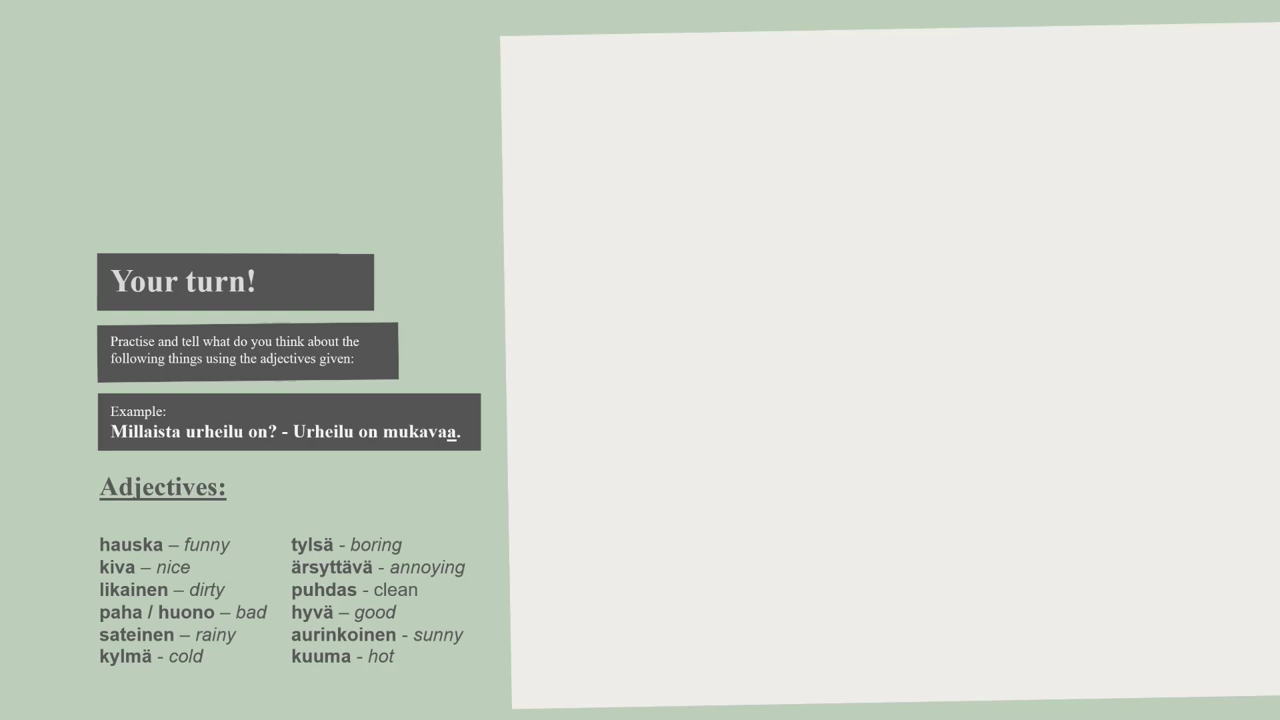 Your turn!
Practise and tell what do you think about the
following things using the adjectives given:
Example:
Millaista urheilu on? - Urheilu on mukavaa.
Adjectives:
hauska – funny
kiva – nice
likainen – dirty
paha / huono – bad
sateinen – rainy
kylmä - cold
tylsä - boring
ärsyttävä - annoying
puhdas - clean
hyvä – good
aurinkoinen - sunny
kuuma - hot